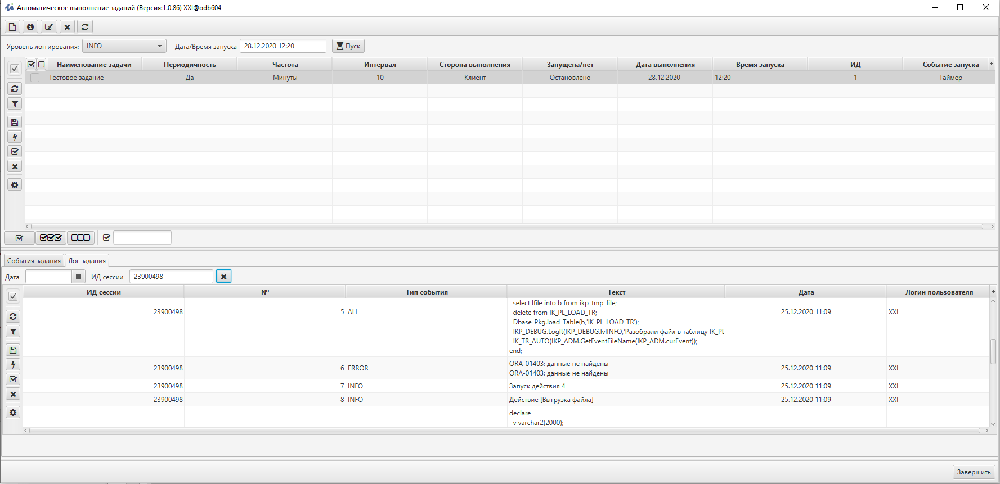 Автоматическое выполнение заданий (Версия:1.0.86) XXI@odb604
Уровень логгирования: INFO Дата/Время запуска 28.12.2020 12:20 Пуск
Наименование задачи Периодичность Частота Интервал Сторона выполнения Запущена/нет Дата выполнения Время запуска ИД Событие запуска +
Тестовое задание Да Минуты 10 Клиент Остановлено 28.12.2020 12:20 1 Таймер
События задания Лог задания
Дата ИД сессии 23900498
ИД сессии № Тип события Текст Дата Логин пользователя +
select lfile into b from ikp_tmp_file;
23900498 5 ALL delete from IK_PL_LOAD_TR; 25.12.2020 11:09 XXI
Dbase_Pkg.load_Table(b,'IK_PL_LOAD_TR');
IKP_DEBUG.LogIt(IKP_DEBUG.lvlINFO,'Разобрали файл в таблицу IK_PL
IK_TR_AUTO(IKP_ADM.GetEventFileName(IKP_ADM.curEvent));
end;
23900498 6 ERROR ORA-01403: данные не найдены 25.12.2020 11:09 XXI
ORA-01403: данные не найдены
23900498 7 INFO Запуск действия 4 25.12.2020 11:09 XXI
23900498 8 INFO Действие [Выгрузка файла] 25.12.2020 11:09 XXI
declare
v varchar2(2000);
Завершить